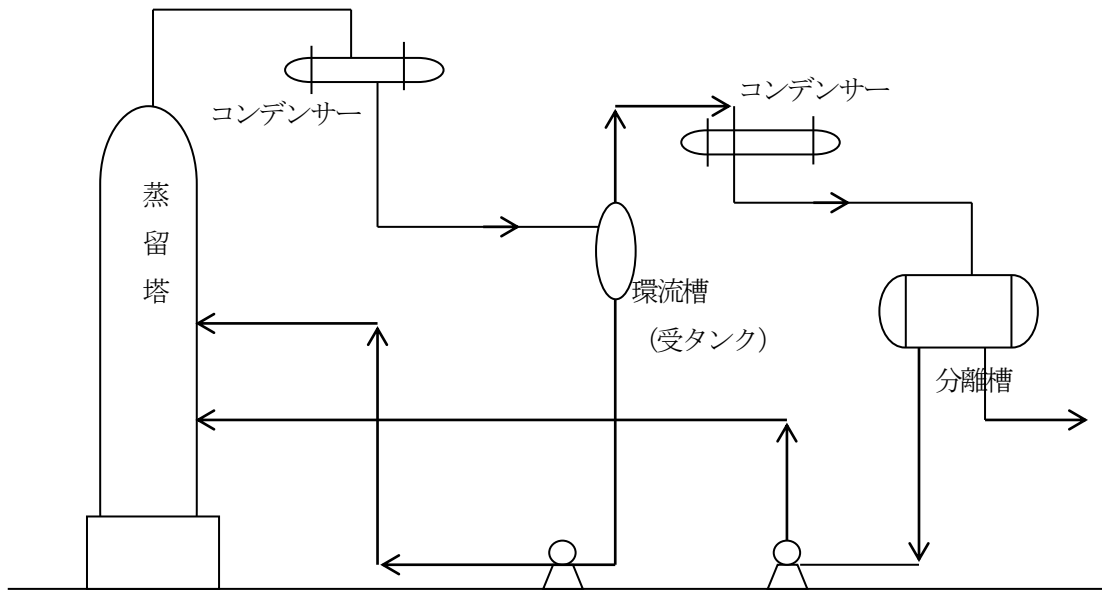 コンデンサー
コンデンサー
蒸
留
塔
環流槽
（受タンク）
分離槽